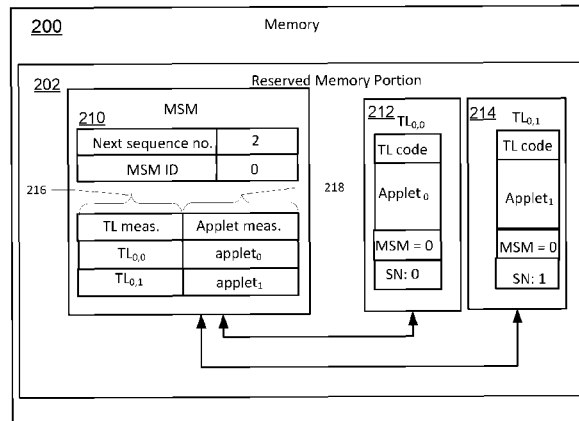 200
Memory
202
Reserved Memory Portion
210
MSM
Next sequence no. 2
MSM ID 0
216
218
TL meas. Applet meas.
TL0,0 applet0
TL0,1 applet1
212
TL0,0
TL code
Applet0
MSM = 0
SN: 0
214
TL0,1
TL code
Applet1
MSM = 0
SN: 1